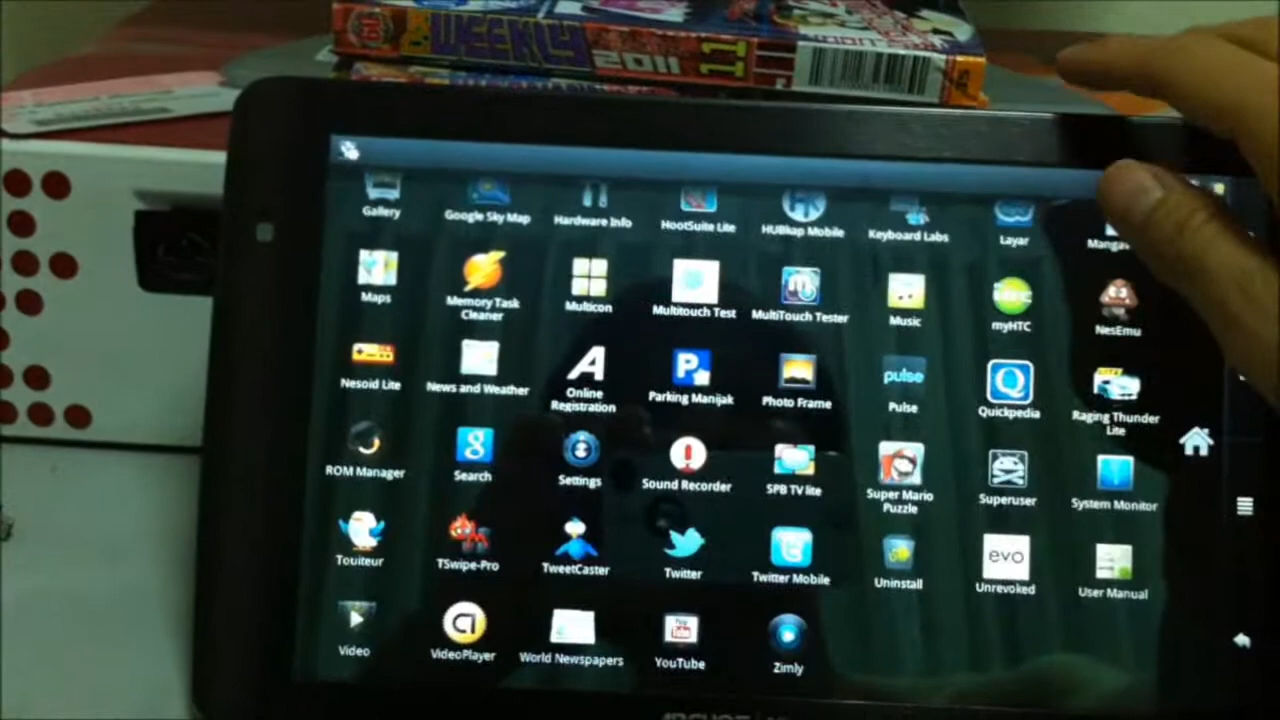 WEEKLY 2011 11
Gallery
Google Sky Map
Hardware Info
HootSuite Lite
HUBkap Mobile
Keyboard Labs
Layar
Maps
Memory Task
Cleaner
Multicon
Multitouch Test
MultiTouch Tester
Music
myHTC
NesEmu
Nesoid Lite
News and Weather
Online
Registration
Parking Manijak
Photo Frame
pulse
Pulse
Quickpedia
Raging Thunder
Lite
ROM Manager
Search
Settings
Sound Recorder
SPB TV lite
Super Mario
Puzzle
Superuser
System Monitor
Touiteur
TSwipe-Pro
TweetCaster
Twitter
Twitter Mobile
Uninstall
evo
Unrevoked
User Manual
Video
VideoPlayer
World Newspapers
You
Tube
YouTube
Zimly